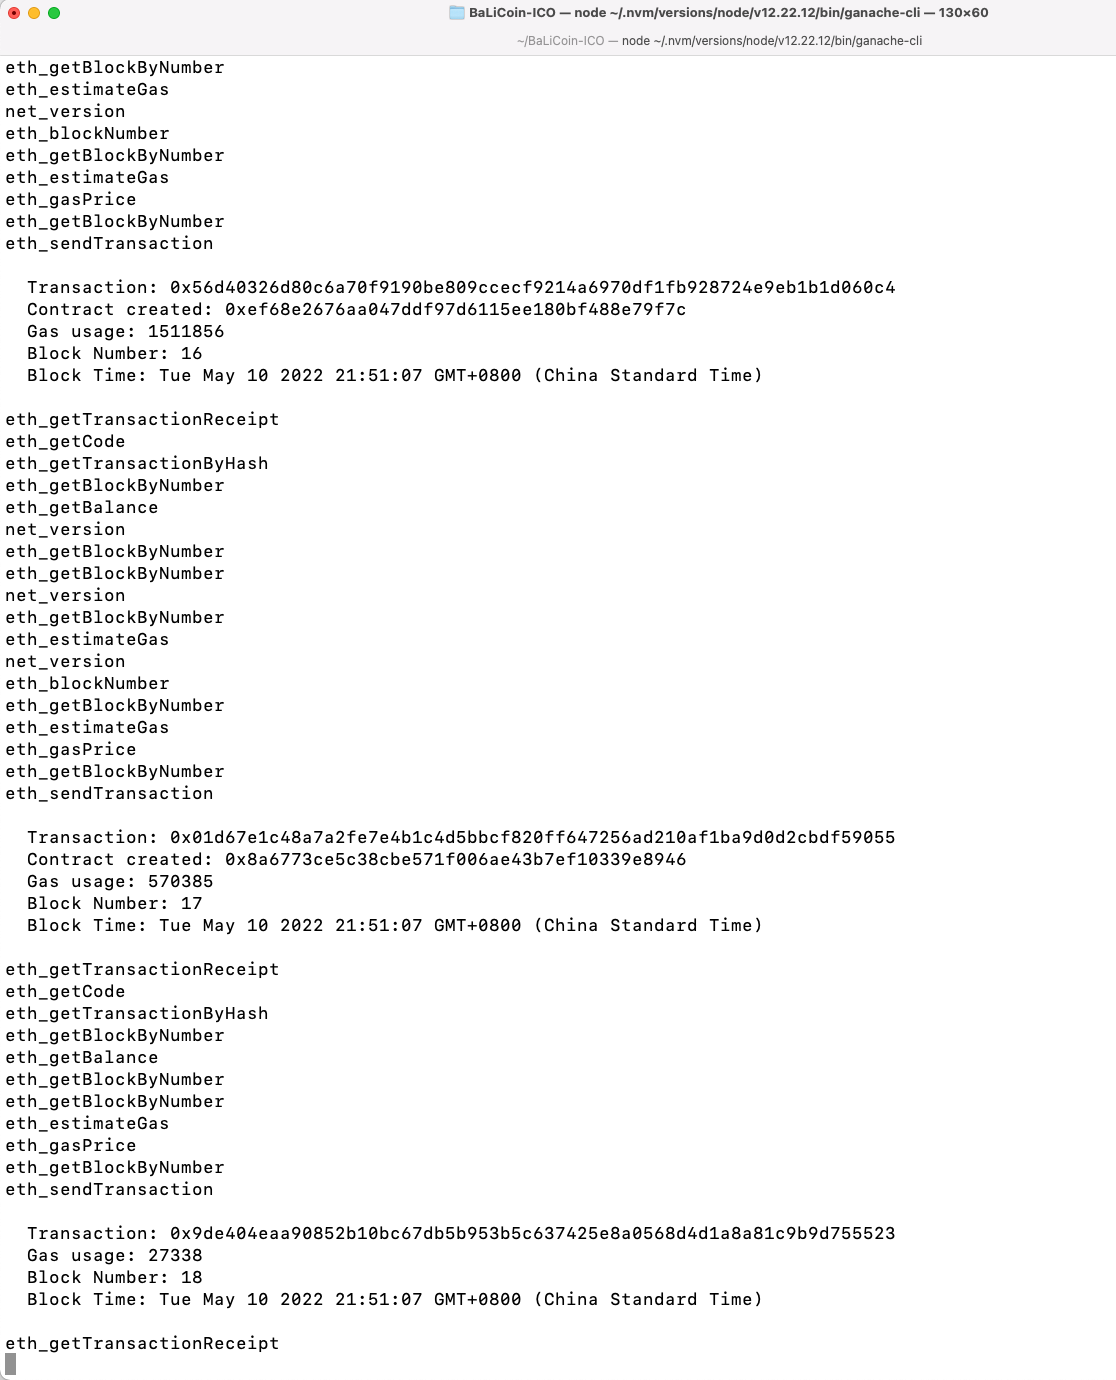 BaLiCoin-ICO — node ~/.nvm/versions/node/v12.22.12/bin/ganache-cli — 130×60
~/BaLiCoin-ICO — node ~/.nvm/versions/node/v12.22.12/bin/ganache-cli
eth_getBlockByNumber
eth_estimateGas
net_version
eth_blockNumber
eth_getBlockByNumber
eth_estimateGas
eth_gasPrice
eth_getBlockByNumber
eth_sendTransaction
Transaction: 0x56d40326d80c6a70f9190be809ccecf9214a6970df1fb928724e9eb1b1d060c4
Contract created: 0xef68e2676aa047ddf97d6115ee180bf488e79f7c
Gas usage: 1511856
Block Number: 16
Block Time: Tue May 10 2022 21:51:07 GMT+0800 (China Standard Time)
eth_getTransactionReceipt
eth_getCode
eth_getTransactionByHash
eth_getBlockByNumber
eth_getBalance
net_version
eth_getBlockByNumber
eth_getBlockByNumber
net_version
eth_getBlockByNumber
eth_estimateGas
net_version
eth_blockNumber
eth_getBlockByNumber
eth_estimateGas
eth_gasPrice
eth_getBlockByNumber
eth_sendTransaction
Transaction: 0x01d67e1c48a7a2fe7e4b1c4d5bbcf820ff647256ad210af1ba9d0d2cbdf59055
Contract created: 0x8a6773ce5c38cbe571f006ae43b7ef10339e8946
Gas usage: 570385
Block Number: 17
Block Time: Tue May 10 2022 21:51:07 GMT+0800 (China Standard Time)
eth_getTransactionReceipt
eth_getCode
eth_getTransactionByHash
eth_getBlockByNumber
eth_getBalance
eth_getBlockByNumber
eth_getBlockByNumber
eth_estimateGas
eth_gasPrice
eth_getBlockByNumber
eth_sendTransaction
Transaction: 0x9de404eaa90852b10bc67db5b953b5c637425e8a0568d4d1a8a81c9b9d755523
Gas usage: 27338
Block Number: 18
Block Time: Tue May 10 2022 21:51:07 GMT+0800 (China Standard Time)
eth_getTransactionReceipt